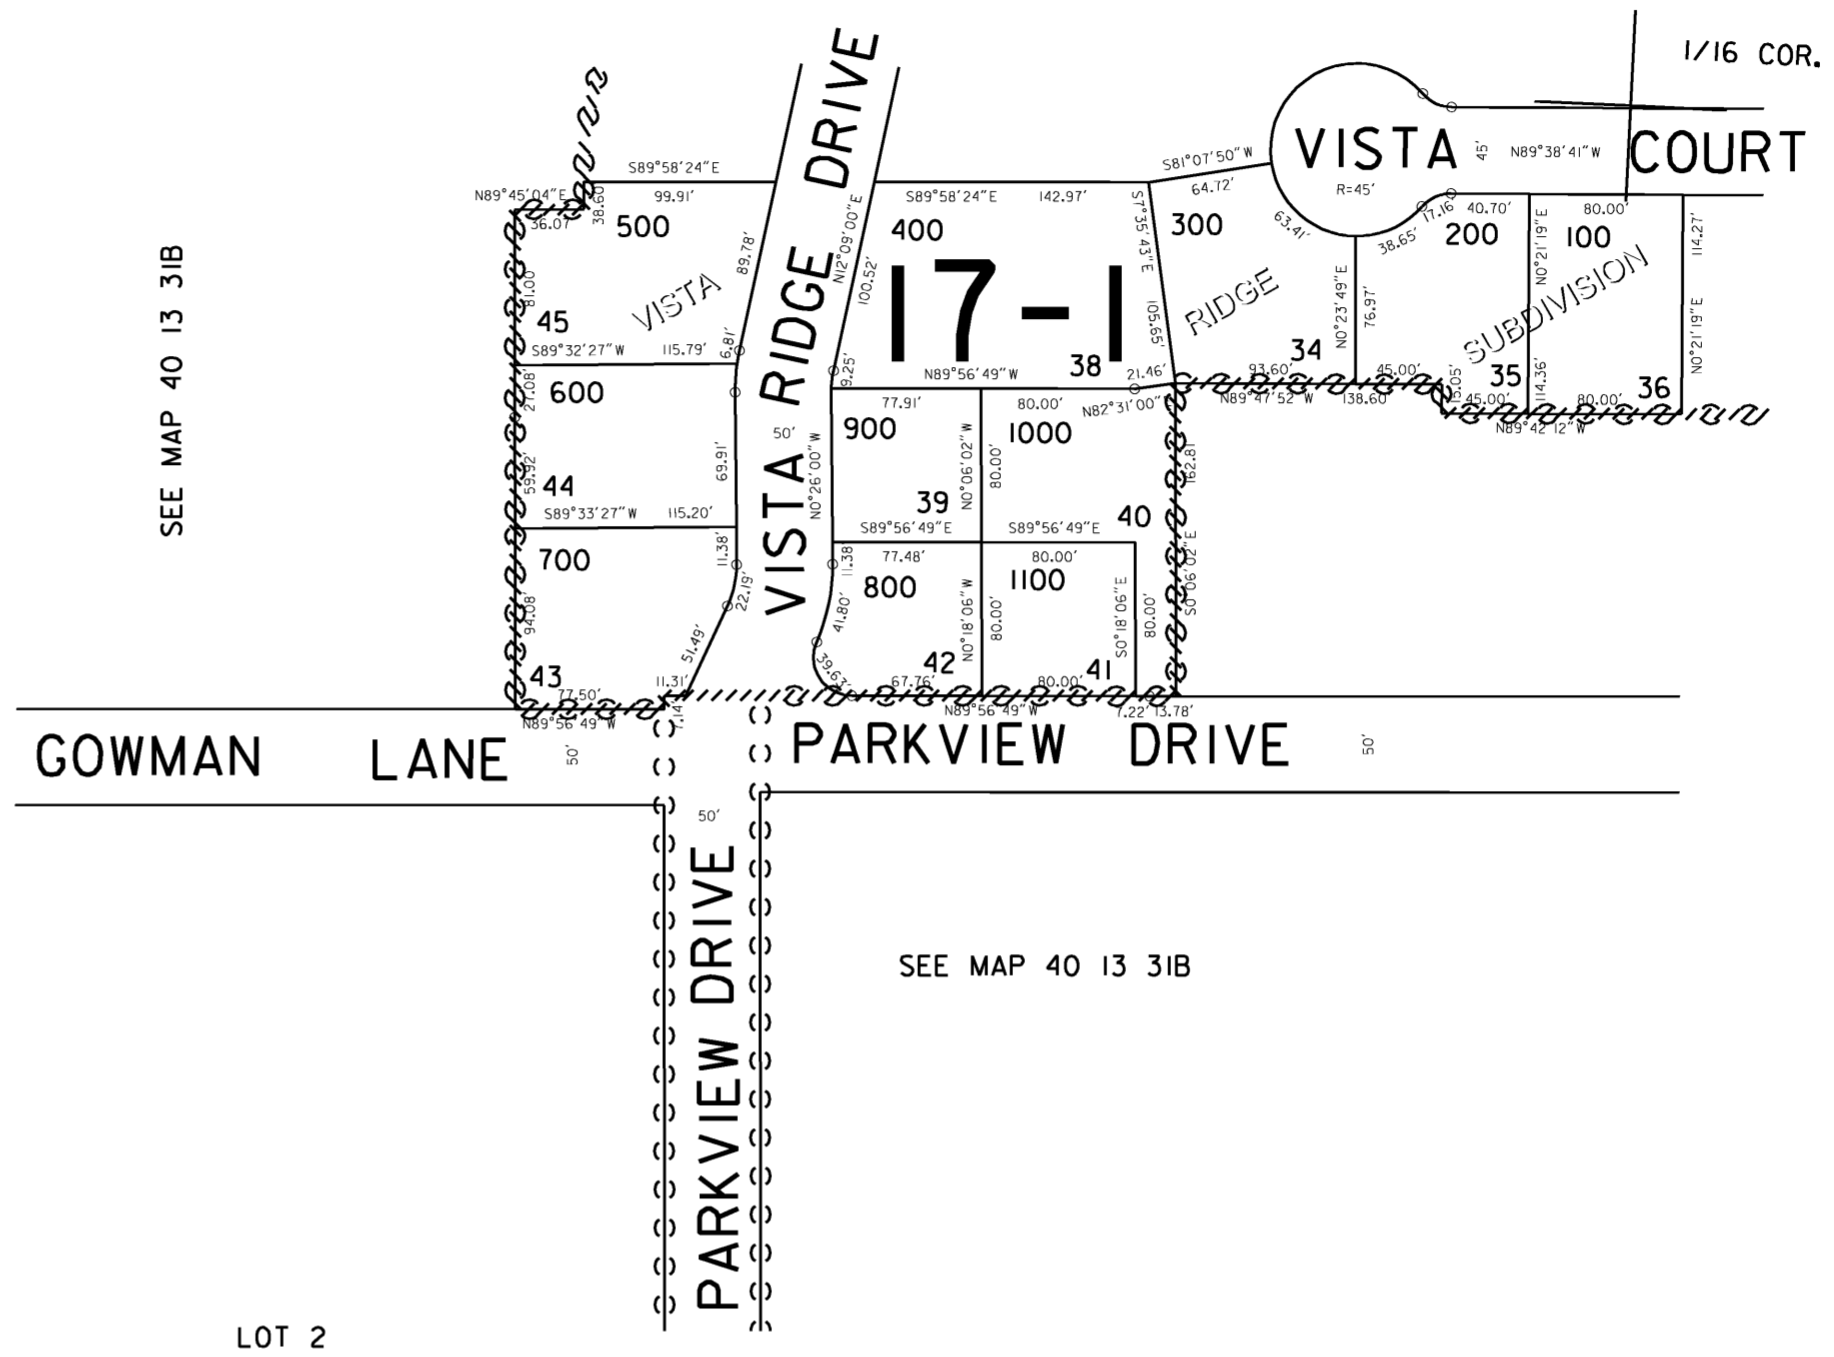 1/16 COR.
VISTA RIDGE DRIVE
VISTA COURT
45'
N89°38'41"W
R=45'
S89°58'24"E
99.91'
N89°45'04"E
36.07'
38.60'
500
S89°58'24"E 142.97'
400
S81°07'50"W
64.72'
300
63.41'
38.65'
17.16'
40.70'
200
80.00'
100
114.27'
N0°21'19"E
N0°21'19"E
114.36'
SEE MAP 40 13 31B
VISTA
RIDGE
SUBDIVISION
17-1
89.78'
N12°09'00"E
100.52'
S7°35'43"E
105.65'
N0°23'49"E
76.97'
81.00'
45
6.81'
9.25'
S89°32'27"W 115.79'
N89°56'49"W
38
21.46'
34
93.60'
45.00'
35
36
15.05'
45.00'
80.00'
N89°47'52"W
138.60'
N89°42'12"W
600
900
1000
77.91'
80.00'
N82°31'00"E
50'
59.92'
69.91'
N0°26'00"W
N0°06'02"W
80.00'
162.81'
S0°06'02"E
44
39
40
S89°33'27"W 115.20'
S89°56'49"E
77.48'
S89°56'49"E
80.00'
700
800
1100
11.38'
22.19'
11.38'
41.80'
39.63'
N0°18'06"W
80.00'
S0°18'06"E
80.00'
94.08'
51.49'
43
42
41
77.50'
11.31'
67.76'
80.00'
N89°56'49"W
N89°56'49"W
7.22'
13.78'
GOWMAN LANE
50'
PARKVIEW DRIVE
50'
50'
PARKVIEW DRIVE PARKVIEW DRIVE
SEE MAP 40 13 31B
LOT 2